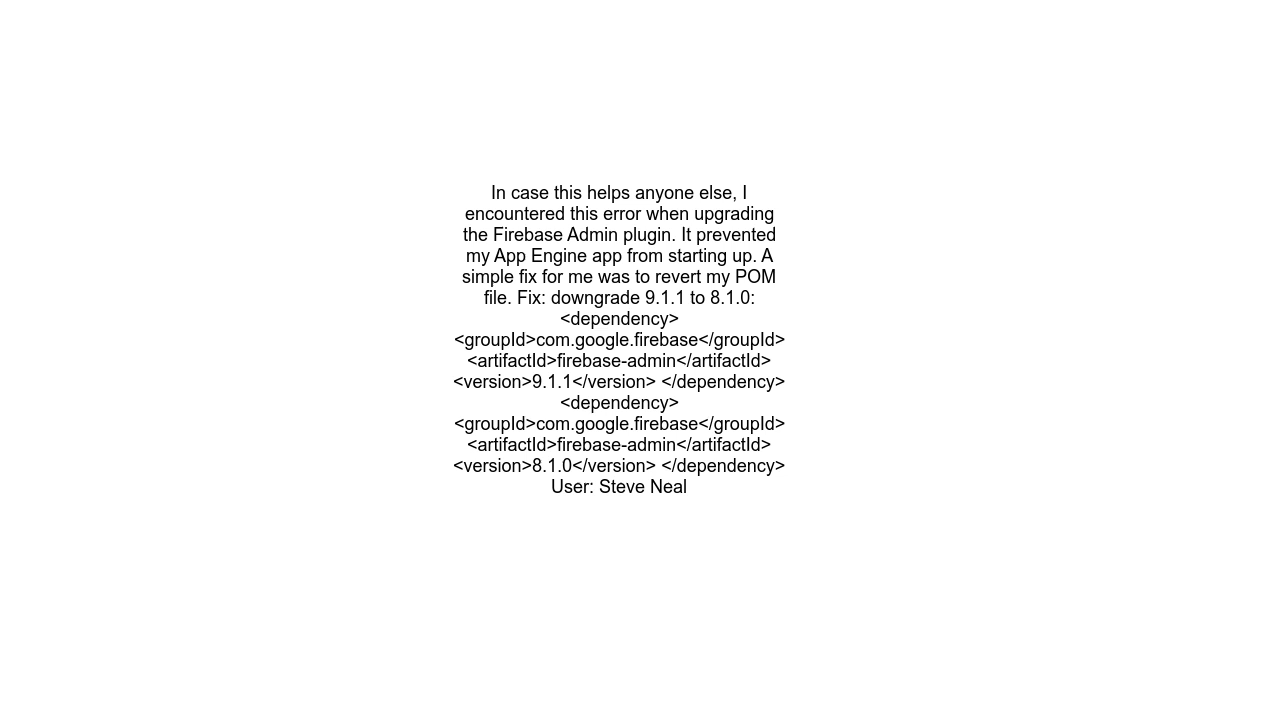 In case this helps anyone else, I
encountered this error when upgrading
the Firebase Admin plugin. It prevented
my App Engine app from starting up. A
simple fix for me was to revert my POM
file. Fix: downgrade 9.1.1 to 8.1.0:
<dependency>
<groupId>com.google.firebase</groupId>
<artifactId>firebase-admin</artifactId>
<version>9.1.1</version> </dependency>
<dependency>
<groupId>com.google.firebase</groupId>
<artifactId>firebase-admin</artifactId>
<version>8.1.0</version> </dependency>
User: Steve Neal